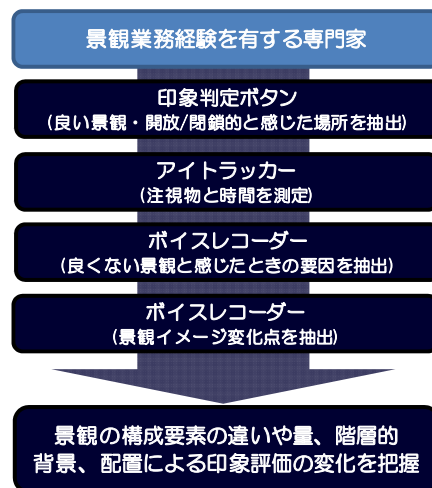 景観業務経験を有する専門家
印象判定ボタン
（良い景観・開放/閉鎖的と感じた場所を抽出）
アイトラッカー
（注視物と時間を測定）
ボイスレコーダー
（良くない景観と感じたときの要因を抽出）
ボイスレコーダー
（景観イメージ変化点を抽出）
景観の構成要素の違いや量、階層的
背景、配置による印象評価の変化を把握